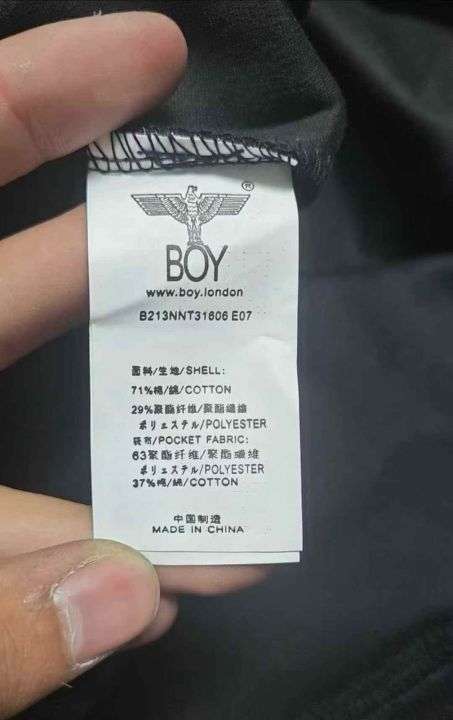 ®
BOY
www.boy.london
B213NNT31606 E07
面料/生地/SHELL:
71%棉/綿/COTTON
29%聚酯纤维/聚酯纖維
ポリェステル/POLYESTER
袋布/POCKET FABRIC:
63聚酯纤维/聚酯纖維
ポリェステル/POLYESTER
37%棉/綿/COTTON
中国制造
MADE IN CHINA